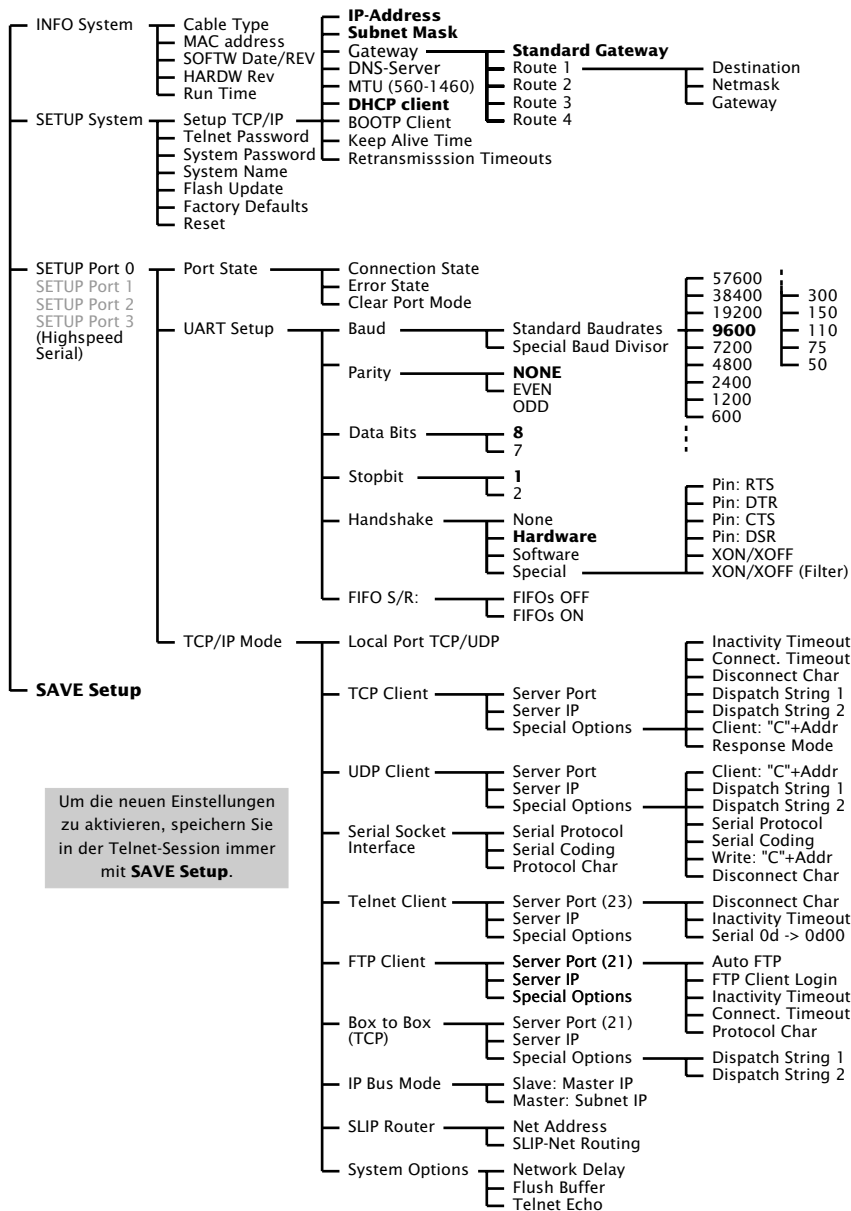 INFO System
Cable Type
MAC address
SOFTW Date/REV
HARDW Rev
Run Time
SETUP System
Setup TCP/IP
IP-Address
Subnet Mask
Gateway
Standard Gateway
Route 1
Destination
Netmask
Gateway
Route 2
Route 3
Route 4
DNS-Server
MTU (560-1460)
DHCP client
BOOTP Client
Keep Alive Time
Retransmisssion Timeouts
Telnet Password
System Password
System Name
Flash Update
Factory Defaults
Reset
SETUP Port 0
SETUP Port 1
SETUP Port 2
SETUP Port 3
(Highspeed
Serial)
Port State
Connection State
Error State
Clear Port Mode
UART Setup
Baud
Standard Baudrates
57600
38400
19200
9600
7200
4800
2400
1200
600
300
150
110
75
50
Special Baud Divisor
Parity
NONE
EVEN
ODD
Data Bits
8
7
Stopbit
1
2
Handshake
None
Hardware
Software
Special
Pin: RTS
Pin: DTR
Pin: CTS
Pin: DSR
XON/XOFF
XON/XOFF (Filter)
FIFO S/R:
FIFOs OFF
FIFOs ON
TCP/IP Mode
Local Port TCP/UDP
TCP Client
Server Port
Server IP
Special Options
Inactivity Timeout
Connect. Timeout
Disconnect Char
Dispatch String 1
Dispatch String 2
Client: "C"+Addr
Response Mode
UDP Client
Server Port
Server IP
Special Options
Client: "C"+Addr
Dispatch String 1
Dispatch String 2
Serial Protocol
Serial Coding
Write: "C"+Addr
Disconnect Char
Serial Socket
Interface
Serial Protocol
Serial Coding
Protocol Char
Telnet Client
Server Port (23)
Server IP
Special Options
Disconnect Char
Inactivity Timeout
Serial 0d -> 0d00
FTP Client
Server Port (21)
Server IP
Special Options
Auto FTP
FTP Client Login
Inactivity Timeout
Connect. Timeout
Protocol Char
Box to Box
(TCP)
Server Port (21)
Server IP
Special Options
Dispatch String 1
Dispatch String 2
IP Bus Mode
Slave: Master IP
Master: Subnet IP
SLIP Router
Net Address
SLIP-Net Routing
System Options
Network Delay
Flush Buffer
Telnet Echo
SAVE Setup
Um die neuen Einstellungen
zu aktivieren, speichern Sie
in der Telnet-Session immer
mit SAVE Setup.